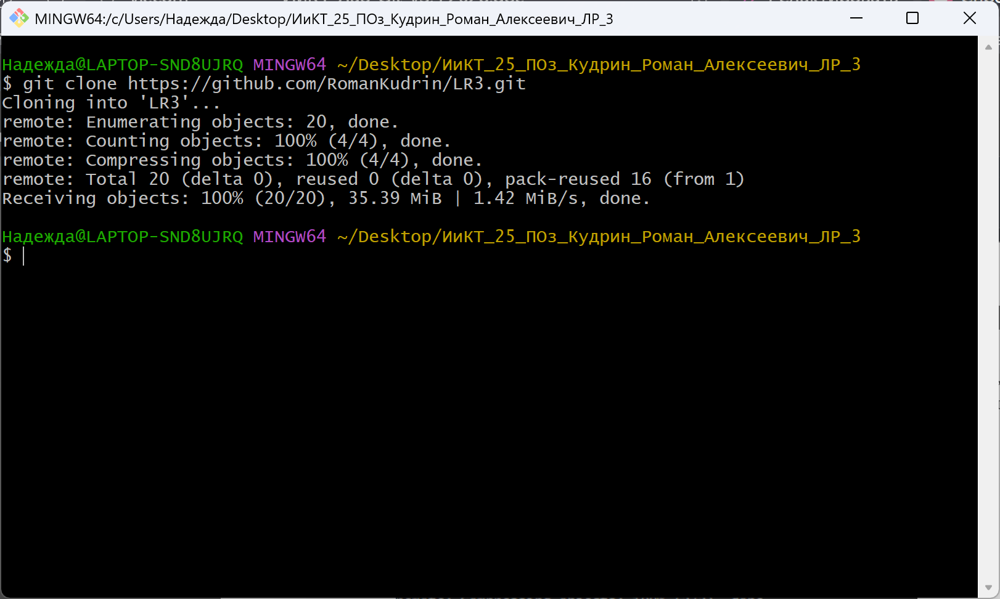 MINGW64:/c/Users/Надежда/Desktop/ИиКТ_25_ПОз_Кудрин_Роман_Алексеевич_ЛР_3
Надежда@LAPTOP-SND8UJRQ MINGW64 ~/Desktop/ИиКТ_25_ПОз_Кудрин_Роман_Алексеевич_ЛР_3
$ git clone https://github.com/RomanKudrin/LR3.git
Cloning into 'LR3'...
remote: Enumerating objects: 20, done.
remote: Counting objects: 100% (4/4), done.
remote: Compressing objects: 100% (4/4), done.
remote: Total 20 (delta 0), reused 0 (delta 0), pack-reused 16 (from 1)
Receiving objects: 100% (20/20), 35.39 MiB | 1.42 MiB/s, done.
Надежда@LAPTOP-SND8UJRQ MINGW64 ~/Desktop/ИиКТ_25_ПОз_Кудрин_Роман_Алексеевич_ЛР_3
$